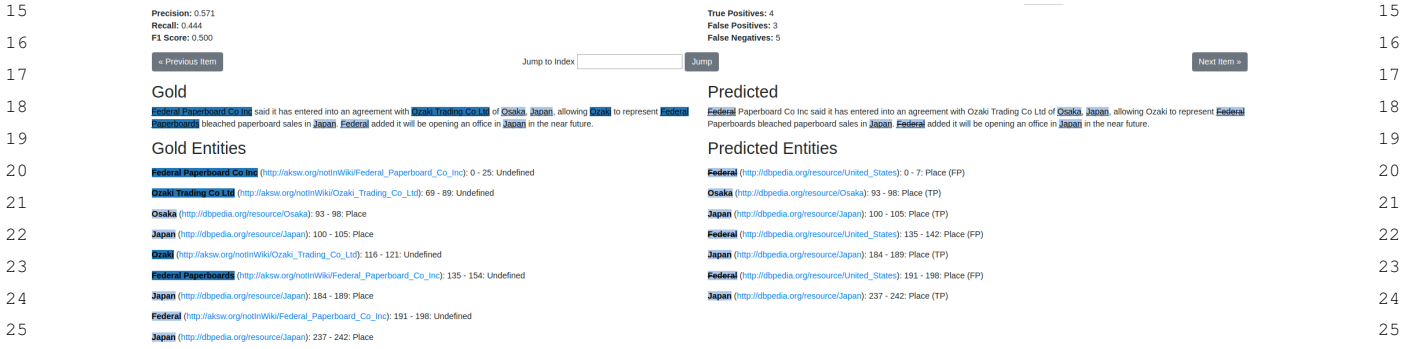 15
Precision: 0.571
True Positives: 4
15
Recall: 0.444
False Positives: 3
F1 Score: 0.500
False Negatives: 5
16
16
« Previous Item
Jump to Index
Jump
Next Item »
17
17
Gold
Predicted
18
Federal Paperboard Co Inc said it has entered into an agreement with Ozaki Trading Co Ltd of Osaka, Japan, allowing Ozaki to represent Federal
Federal Paperboard Co Inc said it has entered into an agreement with Ozaki Trading Co Ltd of Osaka, Japan, allowing Ozaki to represent Federal
18
Paperboards bleached paperboard sales in Japan. Federal added it will be opening an office in Japan in the near future.
Paperboards bleached paperboard sales in Japan. Federal added it will be opening an office in Japan in the near future.
19
Gold Entities
Predicted Entities
19
20
Federal Paperboard Co Inc (http://aksw.org/notInWiki/Federal_Paperboard_Co_Inc): 0 - 25: Undefined
Federal (http://dbpedia.org/resource/United_States): 0 - 7: Place (FP)
20
Ozaki Trading Co Ltd (http://aksw.org/notInWiki/Ozaki_Trading_Co_Ltd): 69 - 89: Undefined
Osaka (http://dbpedia.org/resource/Osaka): 93 - 98: Place (TP)
21
21
Osaka (http://dbpedia.org/resource/Osaka): 93 - 98: Place
Japan (http://dbpedia.org/resource/Japan): 100 - 105: Place (TP)
22
Japan (http://dbpedia.org/resource/Japan): 100 - 105: Place
Federal (http://dbpedia.org/resource/United_States): 135 - 142: Place (FP)
22
Ozaki (http://aksw.org/notInWiki/Ozaki_Trading_Co_Ltd): 116 - 121: Undefined
Japan (http://dbpedia.org/resource/Japan): 184 - 189: Place (TP)
23
Federal Paperboards (http://aksw.org/notInWiki/Federal_Paperboard_Co_Inc): 135 - 154: Undefined
Federal (http://dbpedia.org/resource/United_States): 191 - 198: Place (FP)
23
24
Japan (http://dbpedia.org/resource/Japan): 184 - 189: Place
Japan (http://dbpedia.org/resource/Japan): 237 - 242: Place (TP)
24
Federal (http://aksw.org/notInWiki/Federal_Paperboard_Co_Inc): 191 - 198: Undefined
25
25
Japan (http://dbpedia.org/resource/Japan): 237 - 242: Place